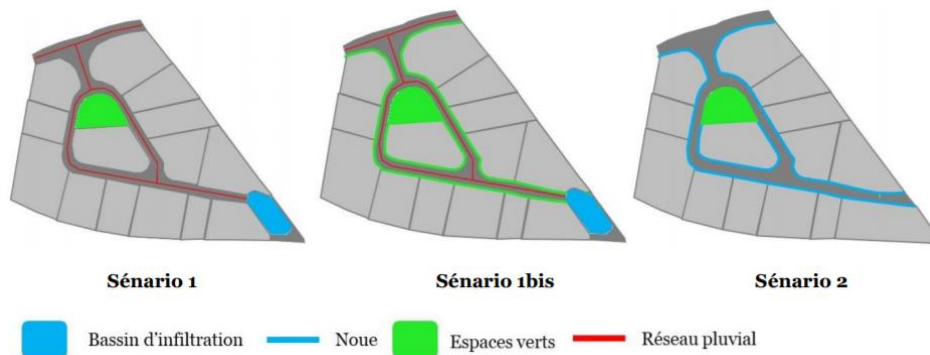 Sénario 1
Sénario 1bis
Sénario 2
Bassin d'infiltration
Noue
Espaces verts
Réseau pluvial